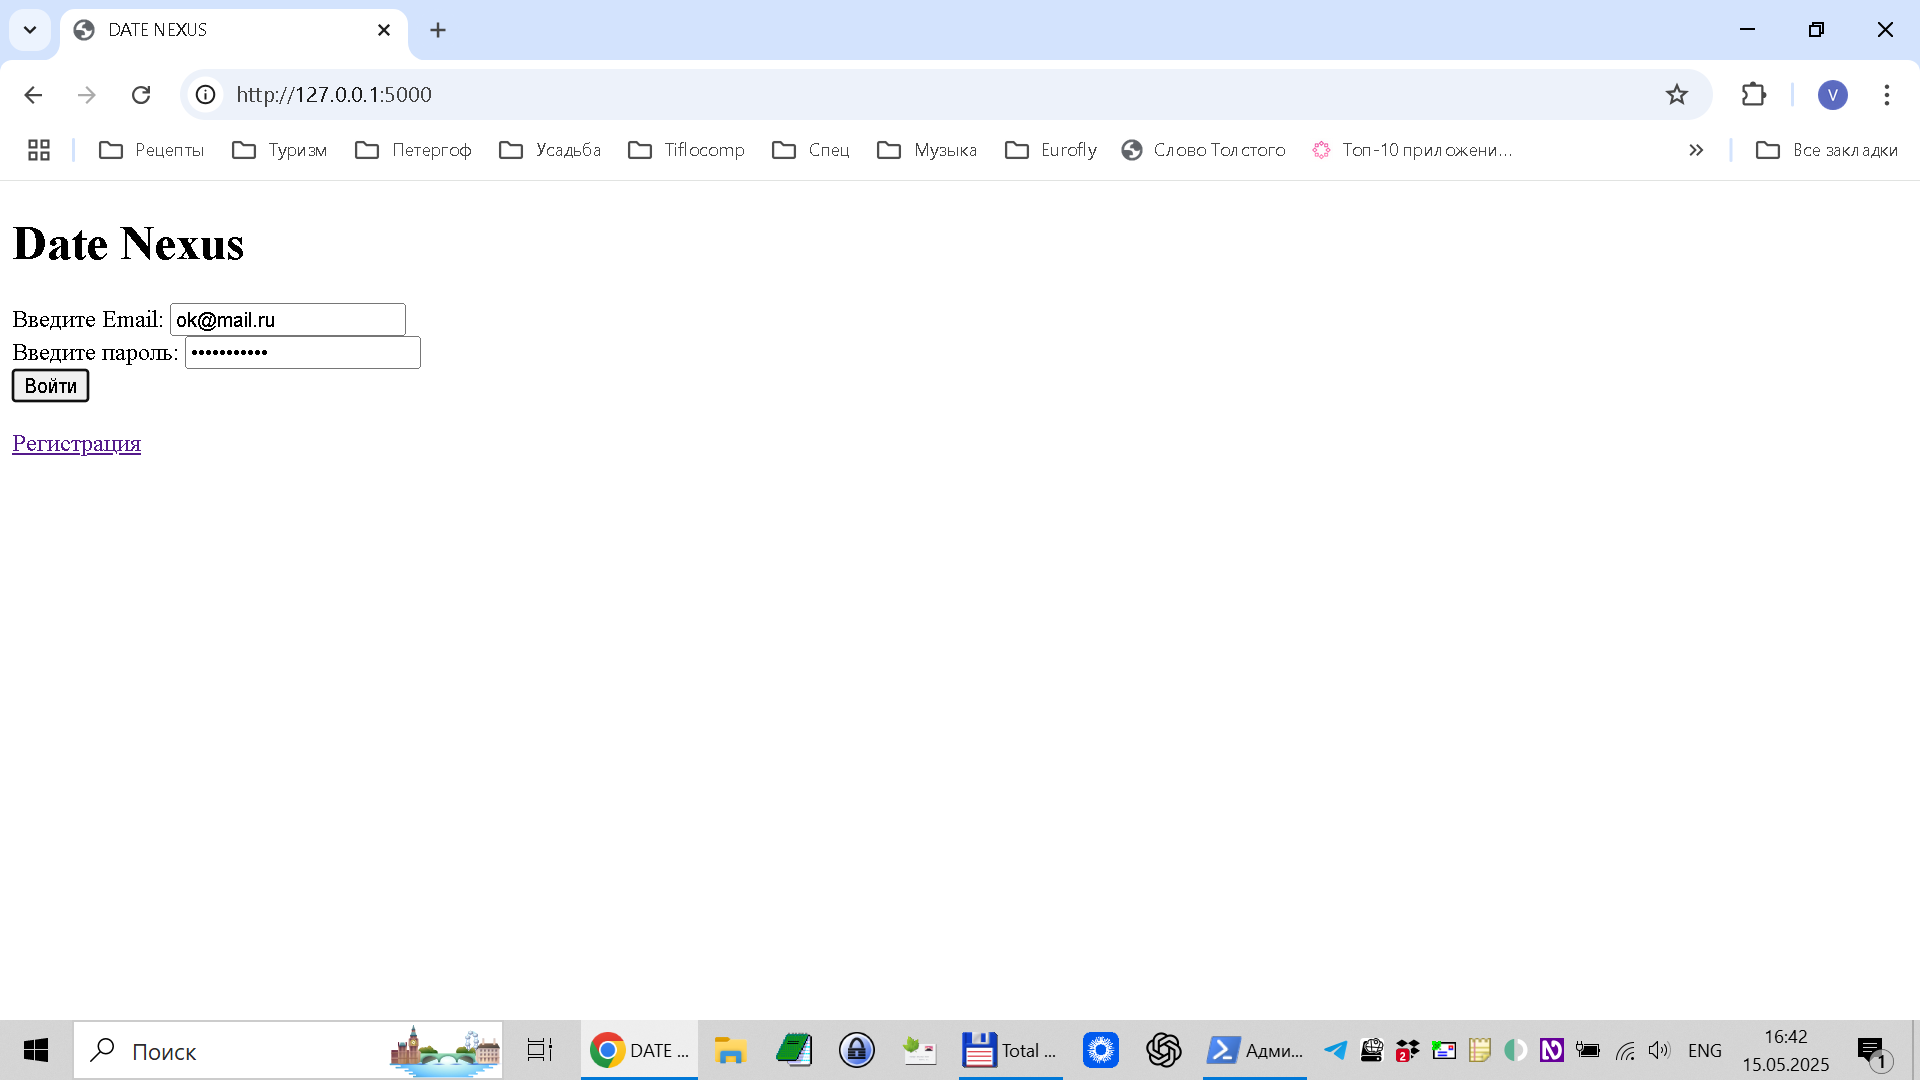 DATE NEXUS
http://127.0.0.1:5000
V
Рецепты
Туризм
Петергоф
Усадьба
Tiflocomp
Спец
Музыка
Eurofly
Слово Толстого
Топ-10 приложени...
Все закладки
Date Nexus
Введите Email: ok@mail.ru
Введите пароль: •••••••••••
Войти
Регистрация
Поиск
DATE ...
Total ...
Адми...
2
N
ENG
16:42
15.05.2025
1